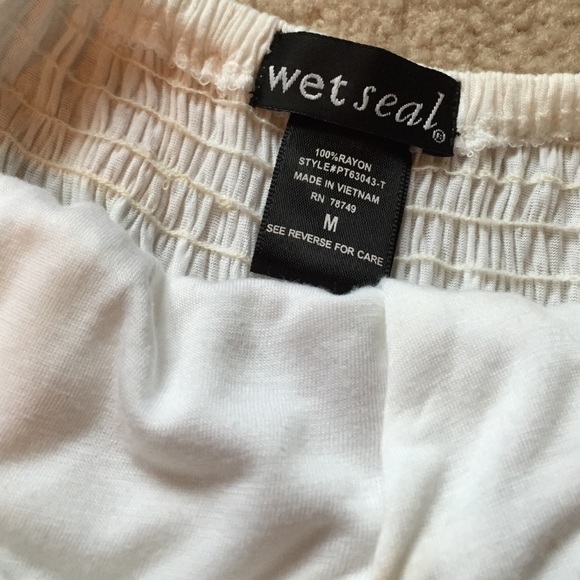 wet seal®
100%RAYON
STYLE#PT63043-T
MADE IN VIETNAM
RN 78749
M
SEE REVERSE FOR CARE